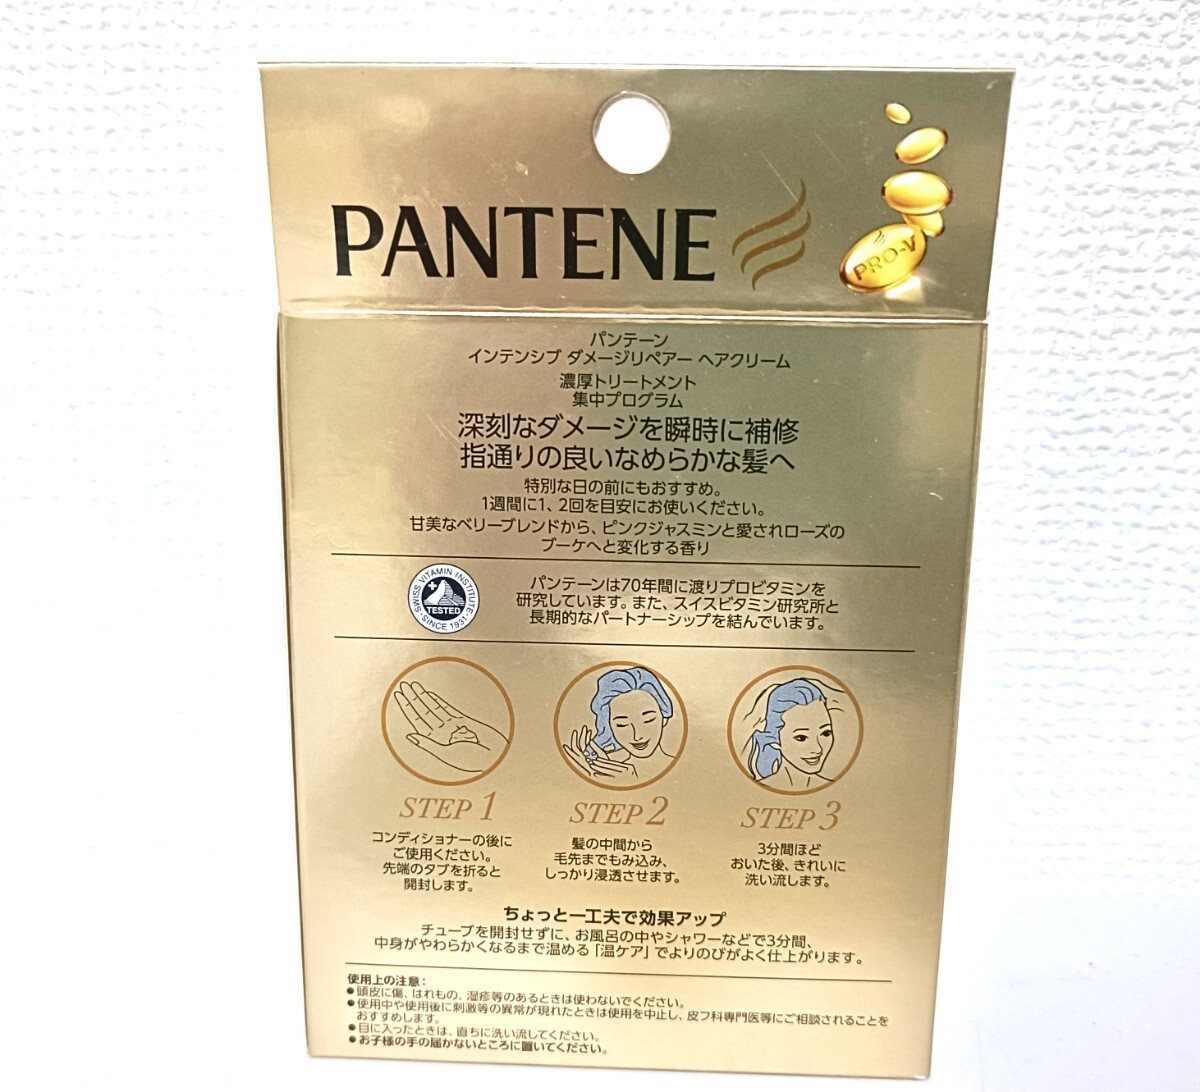 PANTENE
PRO-V
パンテーン
インテンシブ ダメージリペアー ヘアクリーム
濃厚トリートメント
集中プログラム
深刻なダメージを瞬時に補修
指通りの良いなめらかな髪へ
特別な日の前にもおすすめ。
1週間に1、2回を目安にお使いください。
甘美なベリーブレンドから、ピンクジャスミンと愛されローズの
ブーケへと変化する香り
SWISS VITAMIN INSTITUTE
TESTED
SINCE 1931
パンテーンは70年間に渡りプロビタミンを
研究しています。また、スイスビタミン研究所と
長期的なパートナーシップを結んでいます。
STEP 1
コンディショナーの後に
ご使用ください。
先端のタブを折ると
開封します。
STEP 2
髪の中間から
毛先までもみ込み、
しっかり浸透させます。
STEP 3
3分間ほど
おいた後、きれいに
洗い流します。
ちょっと一工夫で効果アップ
チューブを開封せずに、お風呂の中やシャワーなどで3分間、
中身がやわらかくなるまで温める「温ケア」でよりのびがよく仕上がります。
使用上の注意:
●頭皮に傷、はれもの、湿疹等のあるときは使わないでください。
●使用中や使用後に刺激等の異常が現れたときは使用を中止し、皮フ科専門医等にご相談されることを
おすすめします。
●目に入ったときは、直ちに洗い流してください。
●お子様の手の届かないところに置いてください。